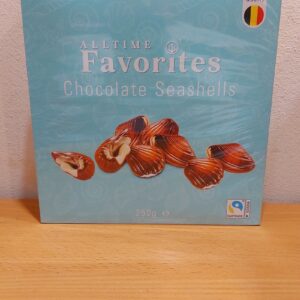 ALLTIME
Favorites
Chocolate Seashells
250g ℮